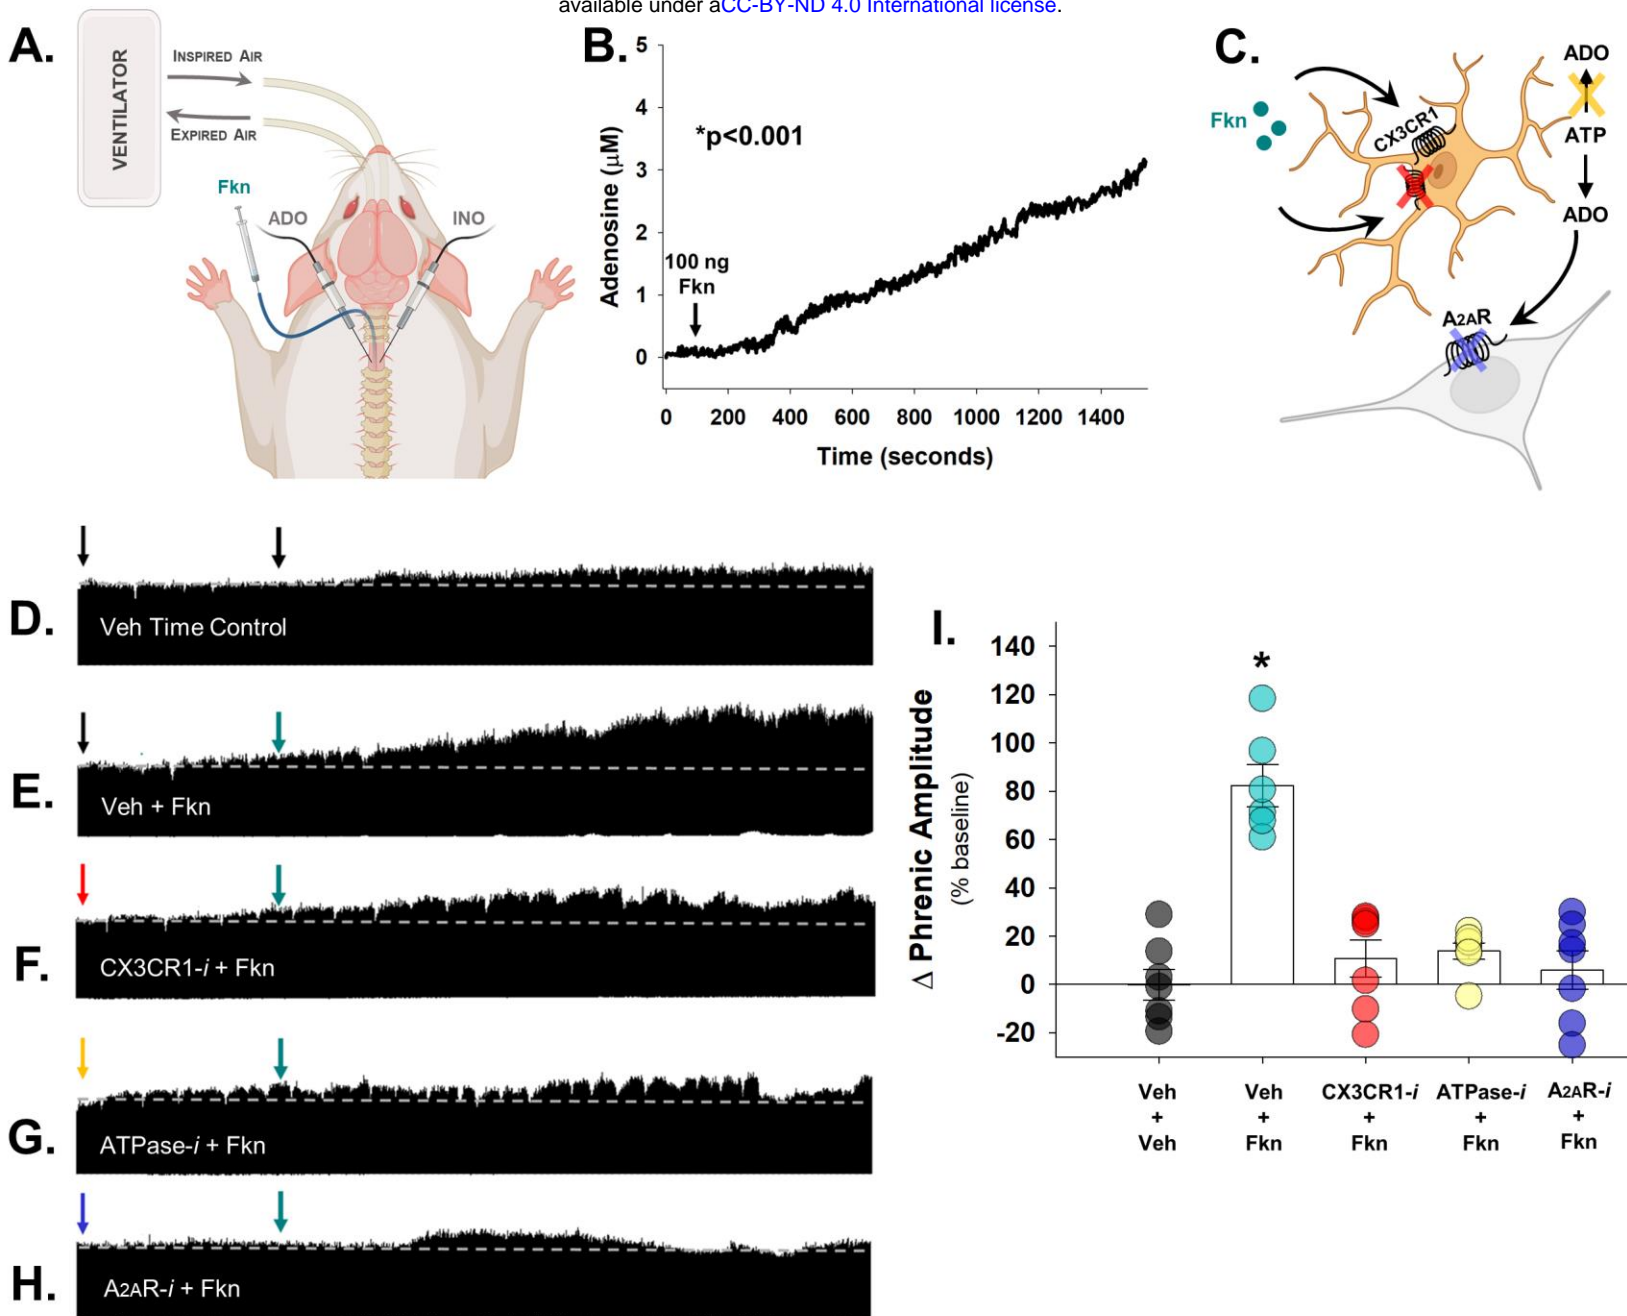 available under aCC-BY-ND 4.0 International license.
A.
VENTILATOR
INSPIRED AIR
EXPIRED AIR
Fkn
ADO
INO
B.
5
4
3
2
1
0
Adenosine (µM)
*p<0.001
100 ng
Fkn
0 200 400 600 800 1000 1200 1400
Time (seconds)
C.
Fkn
CX3CR1
ADO
ATP
ADO
A2AR
D.
Veh Time Control
E.
Veh + Fkn
F.
CX3CR1-i + Fkn
G.
ATPase-i + Fkn
H.
A2AR-i + Fkn
I.
Δ Phrenic Amplitude
(% baseline)
140
120
100
80
60
40
20
0
-20
*
Veh CX3CR1-i ATPase-i A2AR-i
Veh
+ + + + +
Veh Fkn Fkn Fkn Fkn